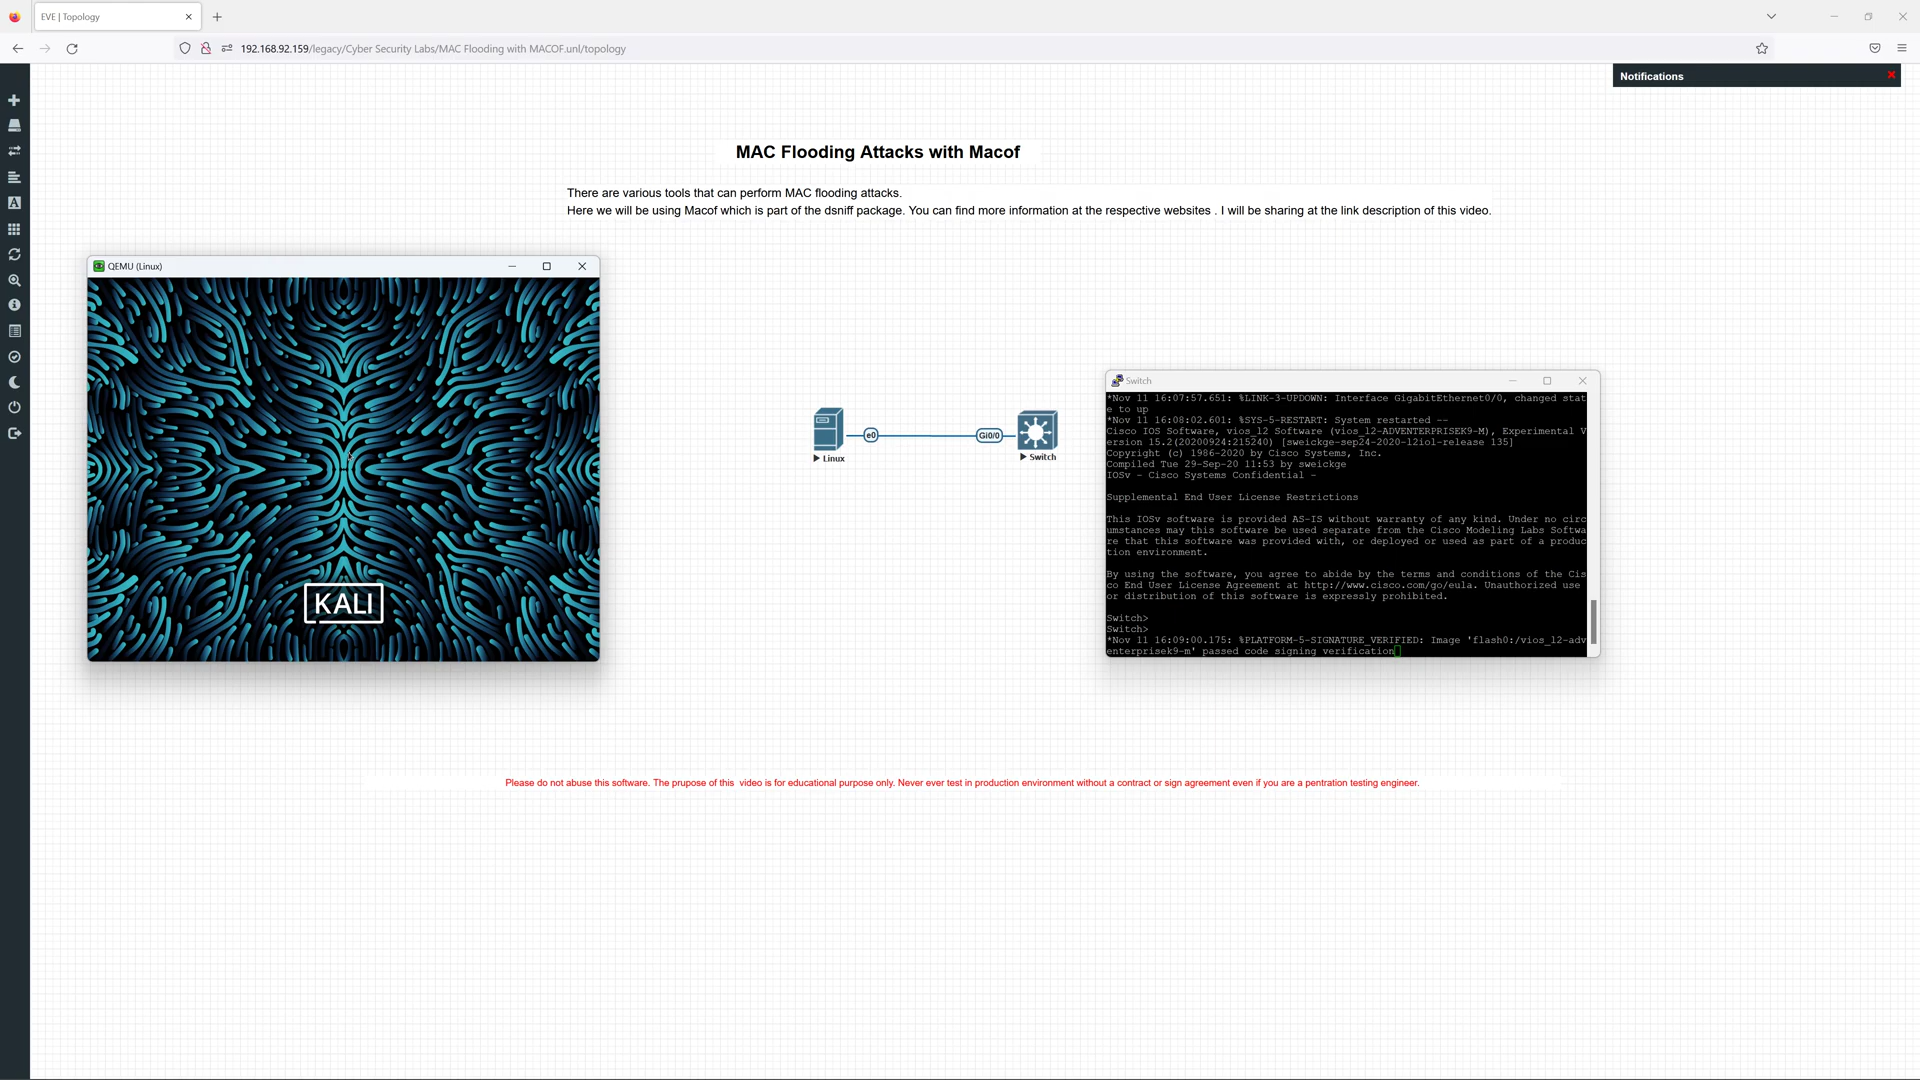 EVE | Topology
192.168.92.159/legacy/Cyber Security Labs/MAC Flooding with MACOF.unl/topology
Notifications
MAC Flooding Attacks with Macof
There are various tools that can perform MAC flooding attacks.
Here we will be using Macof which is part of the dsniff package. You can find more information at the respective websites . I will be sharing at the link description of this video.
QEMU (Linux)
KALI
e0
Gi0/0
Linux
Switch
Switch
*Nov 11 16:07:57.651: %LINK-3-UPDOWN: Interface GigabitEthernet0/0, changed stat
e to up
*Nov 11 16:08:02.601: %SYS-5-RESTART: System restarted --
Cisco IOS Software, vios_l2 Software (vios_l2-ADVENTERPRISEK9-M), Experimental V
ersion 15.2(20200924:215240) [sweickge-sep24-2020-l2iol-release 135]
Copyright (c) 1986-2020 by Cisco Systems, Inc.
Compiled Tue 29-Sep-20 11:53 by sweickge
IOSv - Cisco Systems Confidential -
Supplemental End User License Restrictions
This IOSv software is provided AS-IS without warranty of any kind. Under no circ
umstances may this software be used separate from the Cisco Modeling Labs Softwa
re that this software was provided with, or deployed or used as part of a produc
tion environment.
By using the software, you agree to abide by the terms and conditions of the Cis
co End User License Agreement at http://www.cisco.com/go/eula. Unauthorized use
or distribution of this software is expressly prohibited.
Switch>
Switch>
*Nov 11 16:09:00.175: %PLATFORM-5-SIGNATURE_VERIFIED: Image 'flash0:/vios_l2-adv
enterprisek9-m' passed code signing verification
Please do not abuse this software. The prupose of this  video is for educational purpose only. Never ever test in production environment without a contract or sign agreement even if you are a pentration testing engineer.